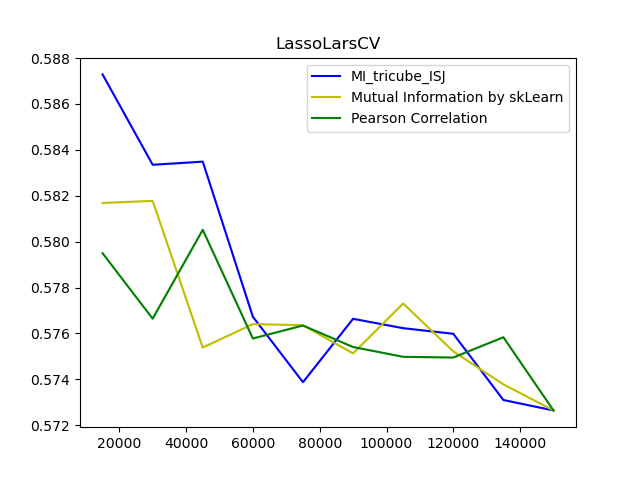 LassoLarsCV
0.588
0.586
0.584
0.582
0.580
0.578
0.576
0.574
0.572
MI_tricube_ISJ
Mutual Information by skLearn
Pearson Correlation
20000 40000 60000 80000 100000 120000 140000